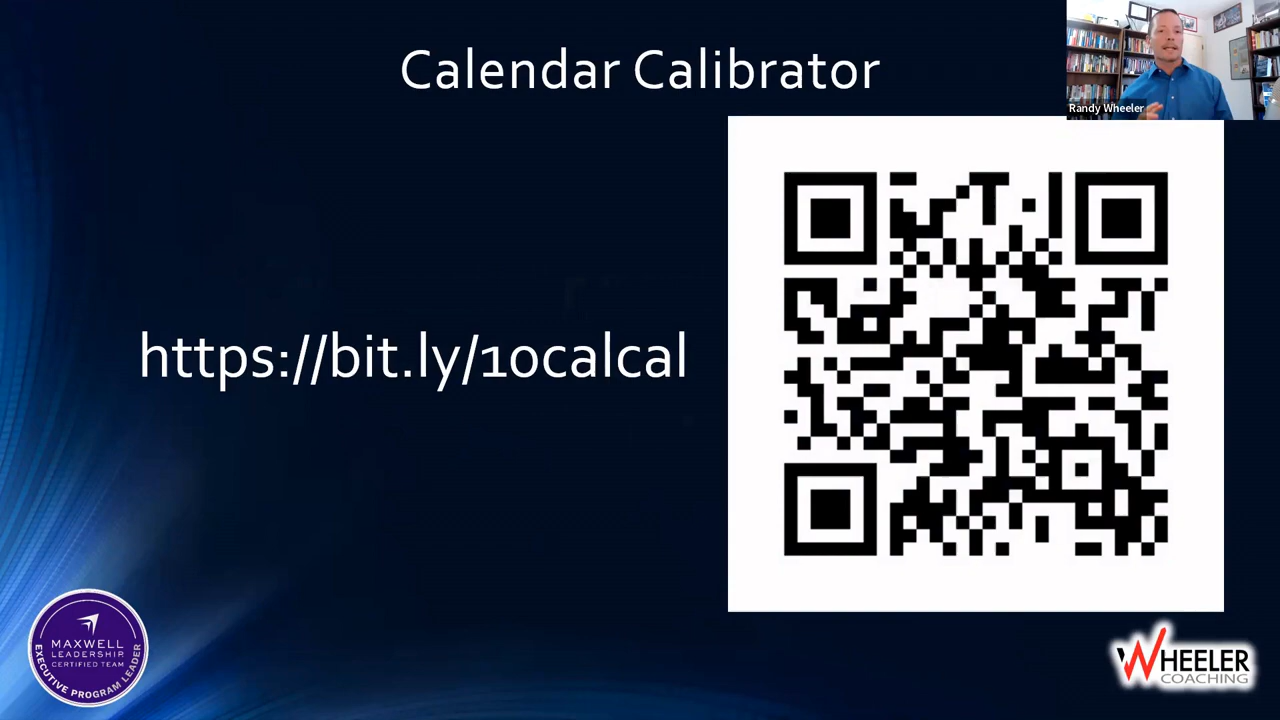 Calendar Calibrator
Randy Wheeler
https://bit.ly/10calcal
MAXWELL
LEADERSHIP
CERTIFIED TEAM
EXECUTIVE PROGRAM LEADER
WHEELER
COACHING